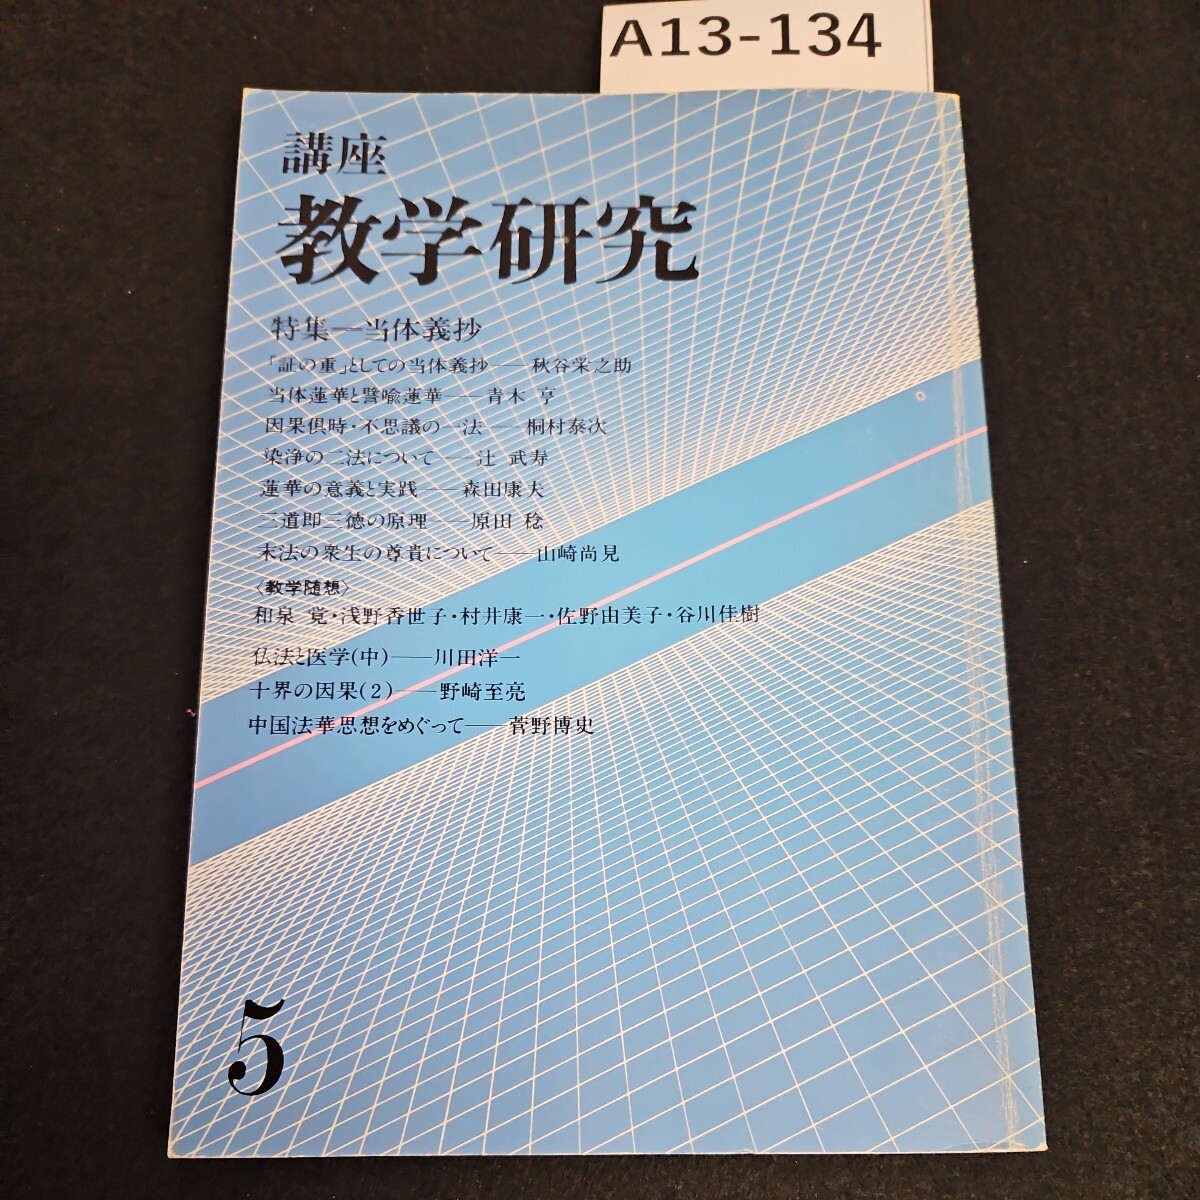 A13-134
講座
教学研究
特集―当体義抄
「証の重」としての当体義抄――秋谷栄之助
当体蓮華と譬喩蓮華――青木 亨
因果倶時・不思議の一法――桐村泰次
染浄の二法について――辻 武寿
蓮華の意義と実践――森田康夫
三道即三徳の原理――原田 稔
末法の衆生の尊貴について――山崎尚見
〈教学随想〉
和泉 覚・浅野香世子・村井康一・佐野由美子・谷川佳樹
仏法と医学(中)――川田洋一
十界の因果(2)――野崎至亮
中国法華思想をめぐって――菅野博史
5